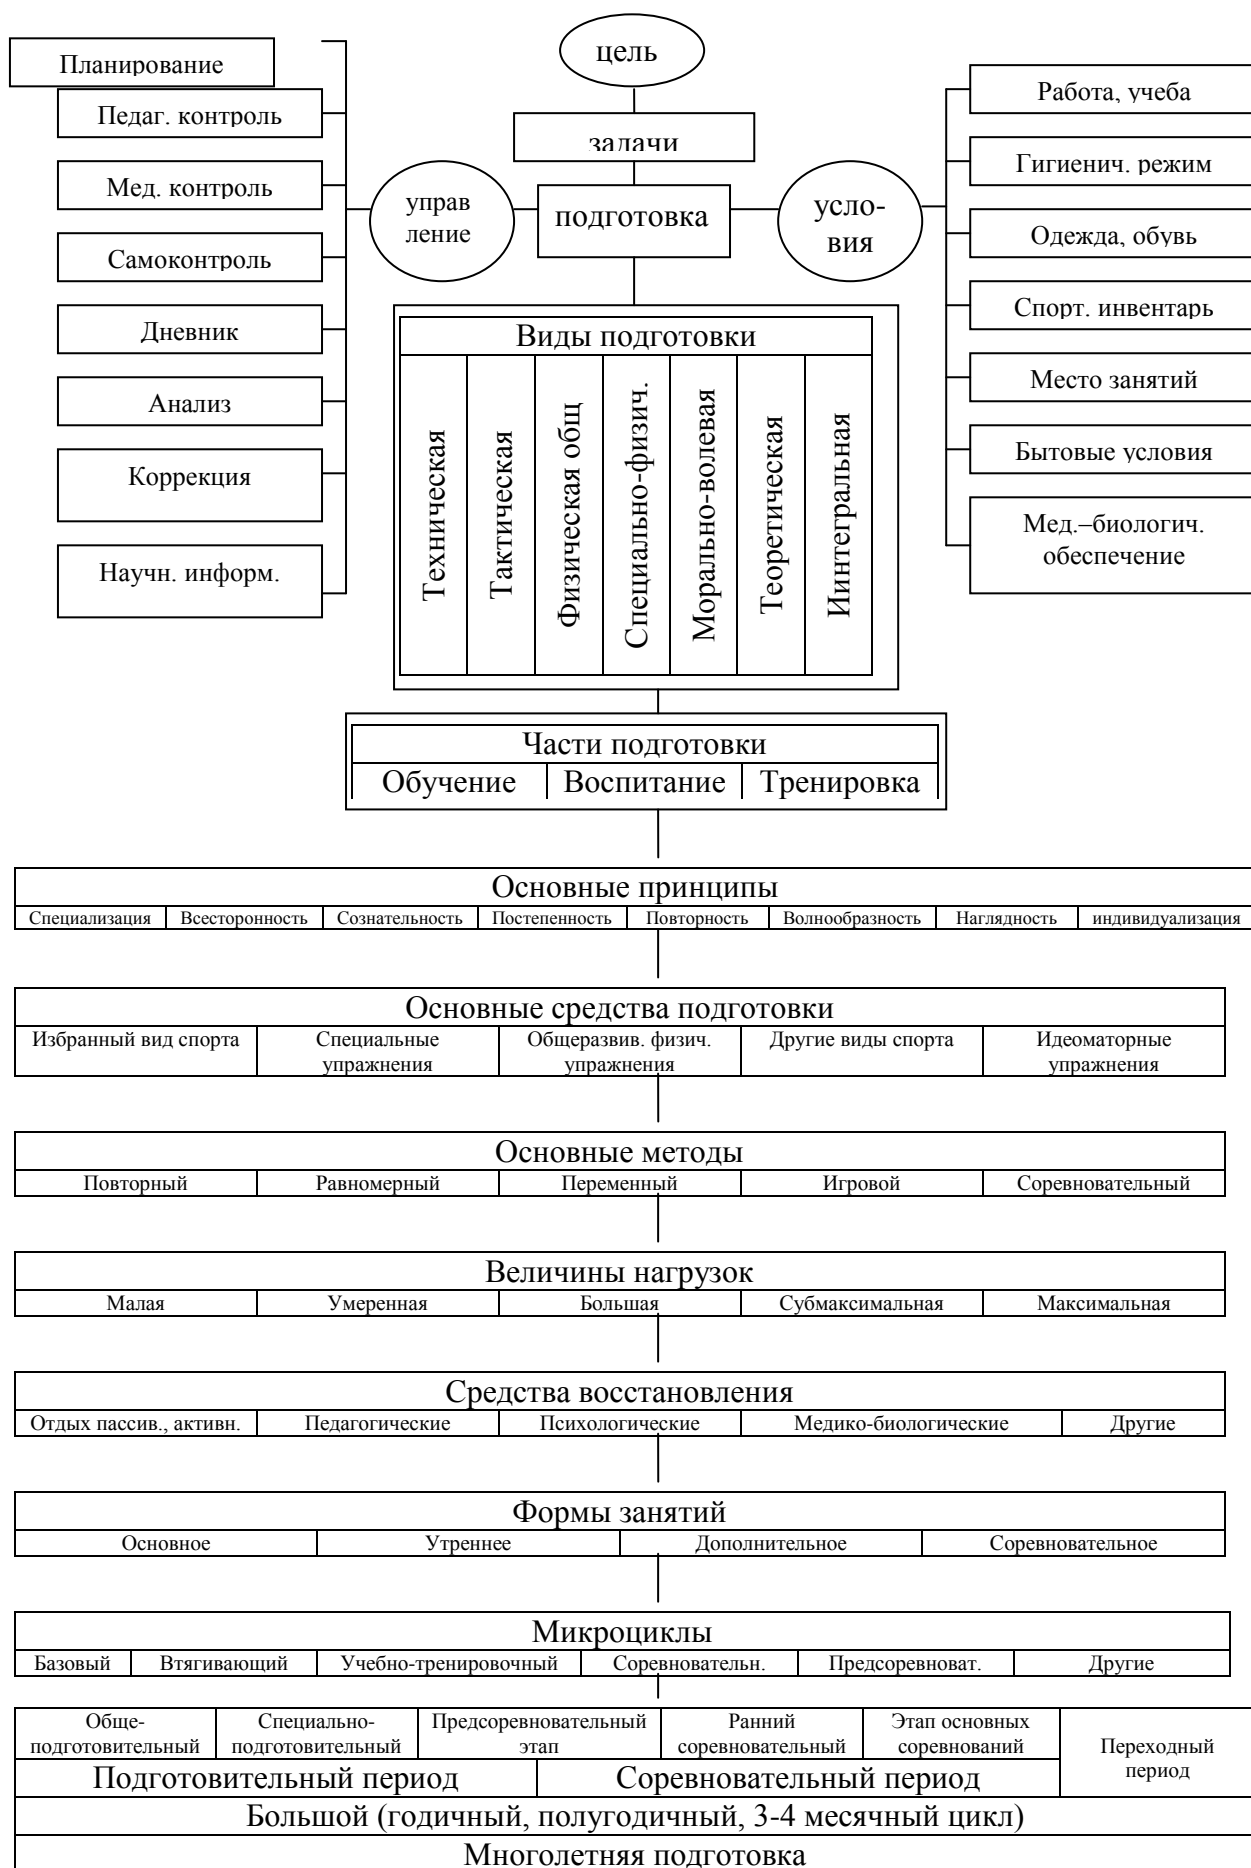 цель
задачи
подготовка
управ
ление
усло-
вия
Планирование
Педаг. контроль
Мед. контроль
Самоконтроль
Дневник
Анализ
Коррекция
Научн. информ.
Работа, учеба
Гигиенич. режим
Одежда, обувь
Спорт. инвентарь
Место занятий
Бытовые условия
Мед.–биологич.
обеспечение
Виды подготовки
Техническая
Тактическая
Физическая общ
Специально-физич.
Морально-волевая
Теоретическая
Иинтегральная
Части подготовки
Обучение Воспитание Тренировка
Основные принципы
Специализация Всесторонность Сознательность Постепенность Повторность Волнообразность Наглядность индивидуализация
Основные средства подготовки
Избранный вид спорта
Специальные
упражнения
Общеразвив. физич.
упражнения
Другие виды спорта
Идеоматорные
упражнения
Основные методы
Повторный Равномерный Переменный Игровой Соревновательный
Величины нагрузок
Малая Умеренная Большая Субмаксимальная Максимальная
Средства восстановления
Отдых пассив., активн. Педагогические Психологические Медико-биологические Другие
Формы занятий
Основное Утреннее Дополнительное Соревновательное
Микроциклы
Базовый Втягивающий Учебно-тренировочный Соревновательн. Предсоревноват. Другие
Обще-
подготовительный
Специально-
подготовительный
Предсоревновательный
этап
Ранний
соревновательный
Этап основных
соревнований
Переходный
период
Подготовительный период Соревновательный период
Большой (годичный, полугодичный, 3-4 месячный цикл)
Многолетняя подготовка